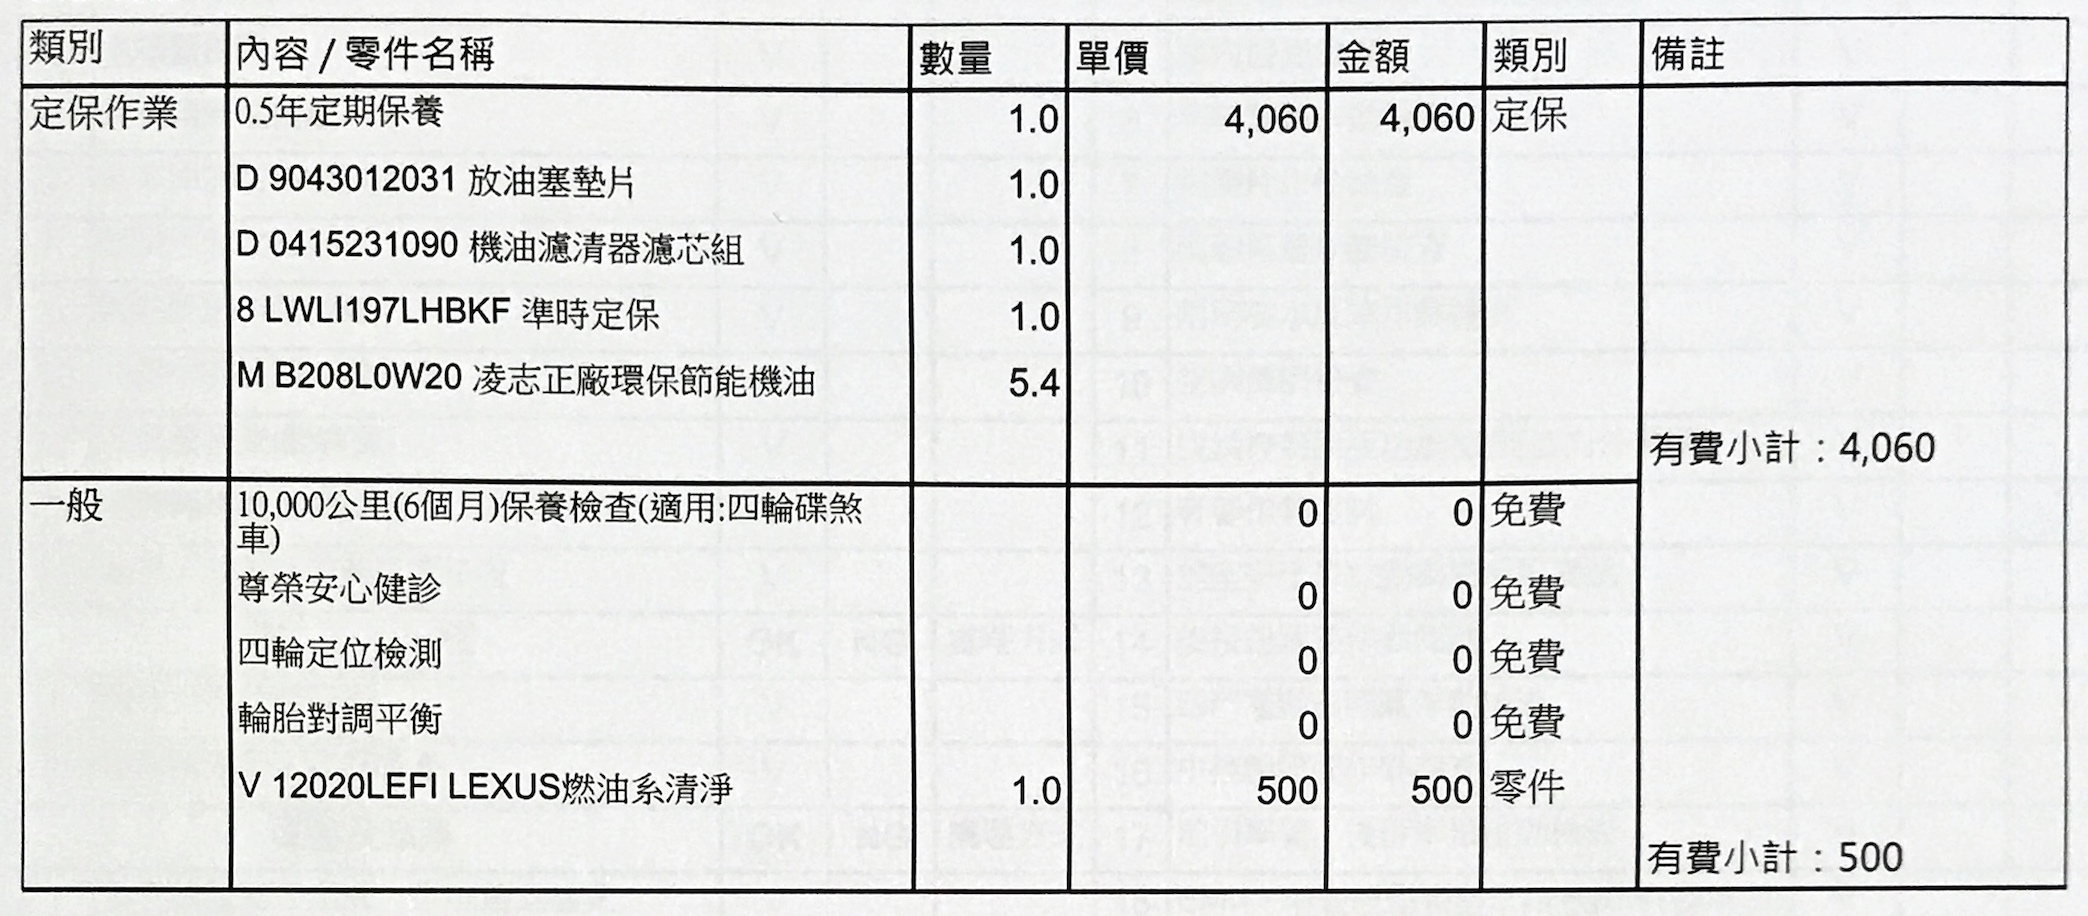 類別 內容 / 零件名稱 數量 單價 金額 類別 備註
定保作業 0.5年定期保養 1.0 4,060 4,060 定保
D 9043012031 放油塞墊片 1.0
D 0415231090 機油濾清器濾芯組 1.0
8 LWLI197LHBKF 準時定保 1.0
M B208L0W20 凌志正廠環保節能機油 5.4
有費小計：4,060
一般 10,000公里(6個月)保養檢查(適用:四輪碟煞 0 0 免費
車)
尊榮安心健診 0 0 免費
四輪定位檢測 0 0 免費
輪胎對調平衡 0 0 免費
V 12020LEFI LEXUS燃油系清淨 1.0 500 500 零件
有費小計：500